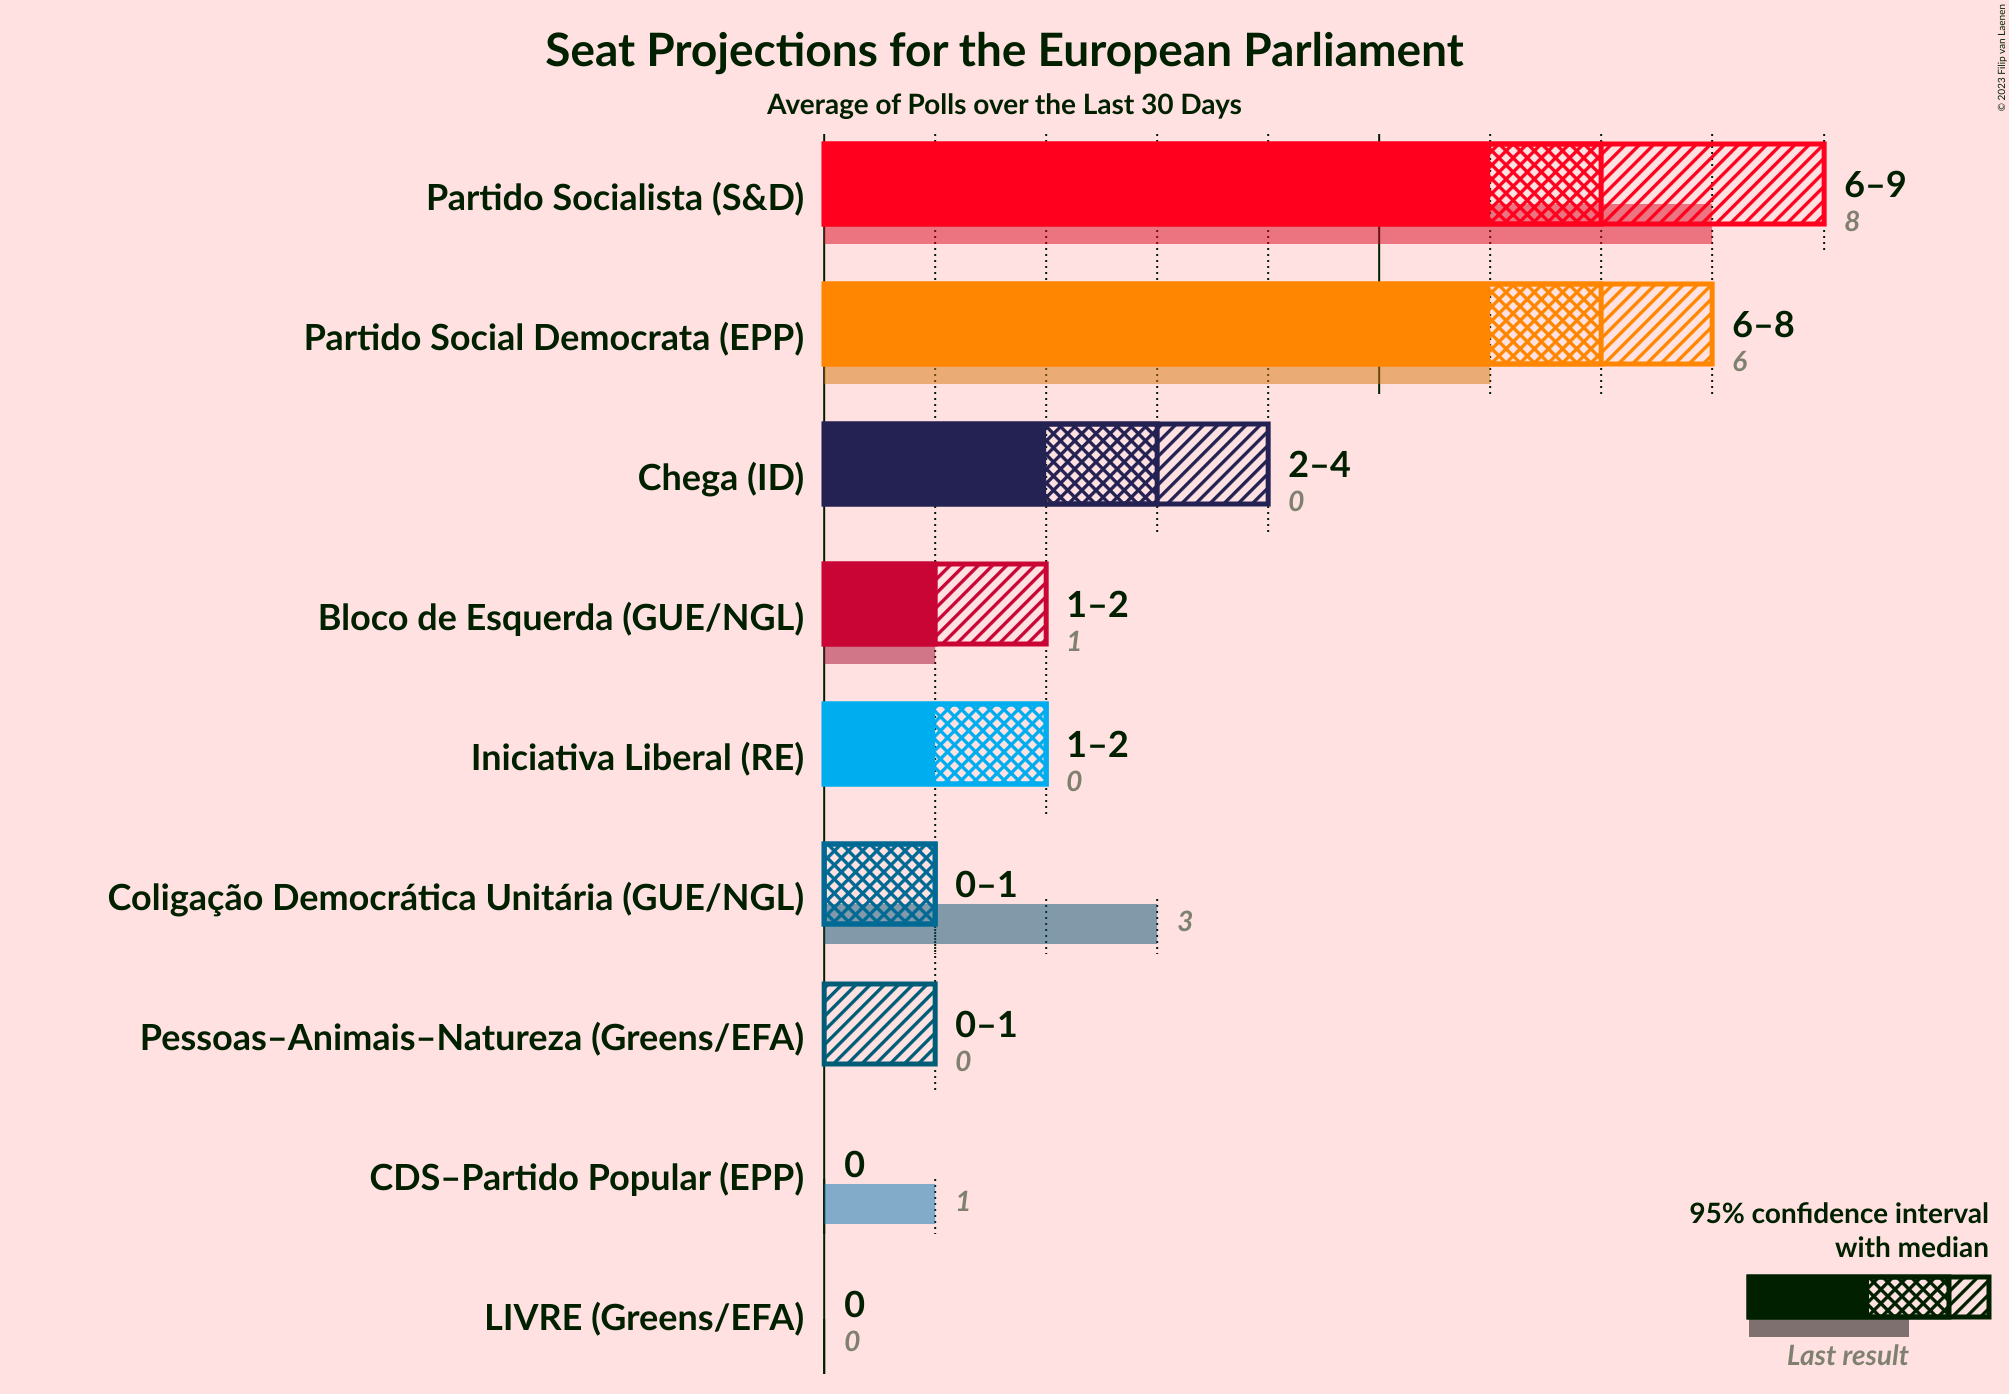 Seat Projections for the European Parliament
Average of Polls over the Last 30 Days
© 2023 Filip van Laenen
Partido Socialista (S&D)
6–9
8
Partido Social Democrata (EPP)
6–8
6
Chega (ID)
2–4
0
Bloco de Esquerda (GUE/NGL)
1–2
1
Iniciativa Liberal (RE)
1–2
0
Coligação Democrática Unitária (GUE/NGL)
0–1
3
Pessoas–Animais–Natureza (Greens/EFA)
0–1
0
CDS–Partido Popular (EPP)
0
1
LIVRE (Greens/EFA)
0
0
95% confidence interval
with median
Last result